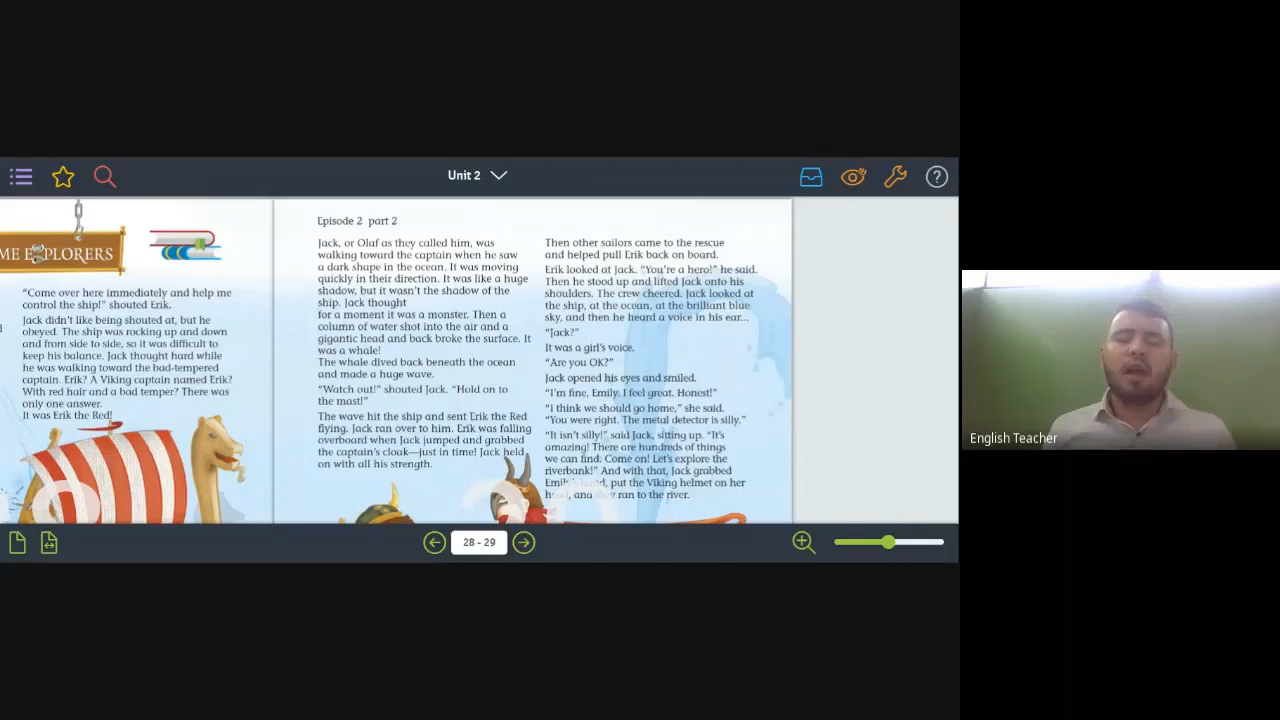 Unit 2
ME EXPLORERS
"Come over here immediately and help me
control the ship!" shouted Erik.
Jack didn't like being shouted at, but he
obeyed. The ship was rocking up and down
and from side to side, so it was difficult to
keep his balance. Jack thought hard while
he was walking toward the bad-tempered
captain. Erik? A Viking captain named Erik?
With red hair and a bad temper? There was
only one answer.
It was Erik the Red!
Episode 2 part 2
Jack, or Olaf as they called him, was
walking toward the captain when he saw
a dark shape in the ocean. It was moving
quickly in their direction. It was like a huge
shadow, but it wasn't the shadow of the
ship. Jack thought
for a moment it was a monster. Then a
column of water shot into the air and a
gigantic head and back broke the surface. It
was a whale!
The whale dived back beneath the ocean
and made a huge wave.
"Watch out!" shouted Jack. "Hold on to
the mast!"
The wave hit the ship and sent Erik the Red
flying. Jack ran over to him. Erik was falling
overboard when Jack jumped and grabbed
the captain's cloak—just in time! Jack held
on with all his strength.
Then other sailors came to the rescue
and helped pull Erik back on board.
Erik looked at Jack. "You're a hero!" he said.
Then he stood up and lifted Jack onto his
shoulders. The crew cheered. Jack looked at
the ship, at the ocean, at the brilliant blue
sky, and then he heard a voice in his ear...
"Jack?"
It was a girl's voice.
"Are you OK?"
Jack opened his eyes and smiled.
"I'm fine, Emily. I feel great. Honest!"
"I think we should go home," she said.
"You were right. The metal detector is silly."
"It isn't silly!" said Jack, sitting up. "It's
amazing! There are hundreds of things
we can find. Come on! Let's explore the
riverbank!" And with that, Jack grabbed
Emily's hand, put the Viking helmet on her
head, and they ran to the river.
28 - 29
English Teacher